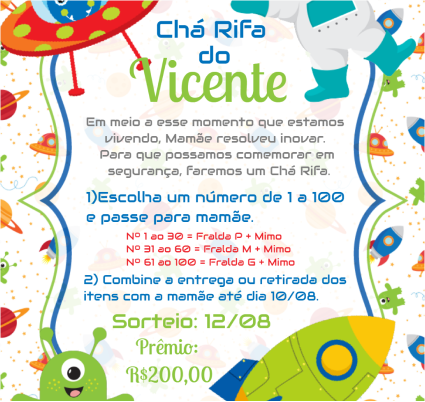 Chá Rifa
do
Vicente
Em meio a esse momento que estamos
vivendo, Mamãe resolveu inovar.
Para que possamos comemorar em
segurança, faremos um Chá Rifa.
1)Escolha um número de 1 a 100
e passe para mamãe.
Nº 1 ao 30 = Fralda P + Mimo
Nº 31 ao 60 = Fralda M + Mimo
Nº 61 ao 100 = Fralda G + Mimo
2) Combine a entrega ou retirada dos
itens com a mamãe até dia 10/08.
Sorteio: 12/08
Prêmio:
R$200,00